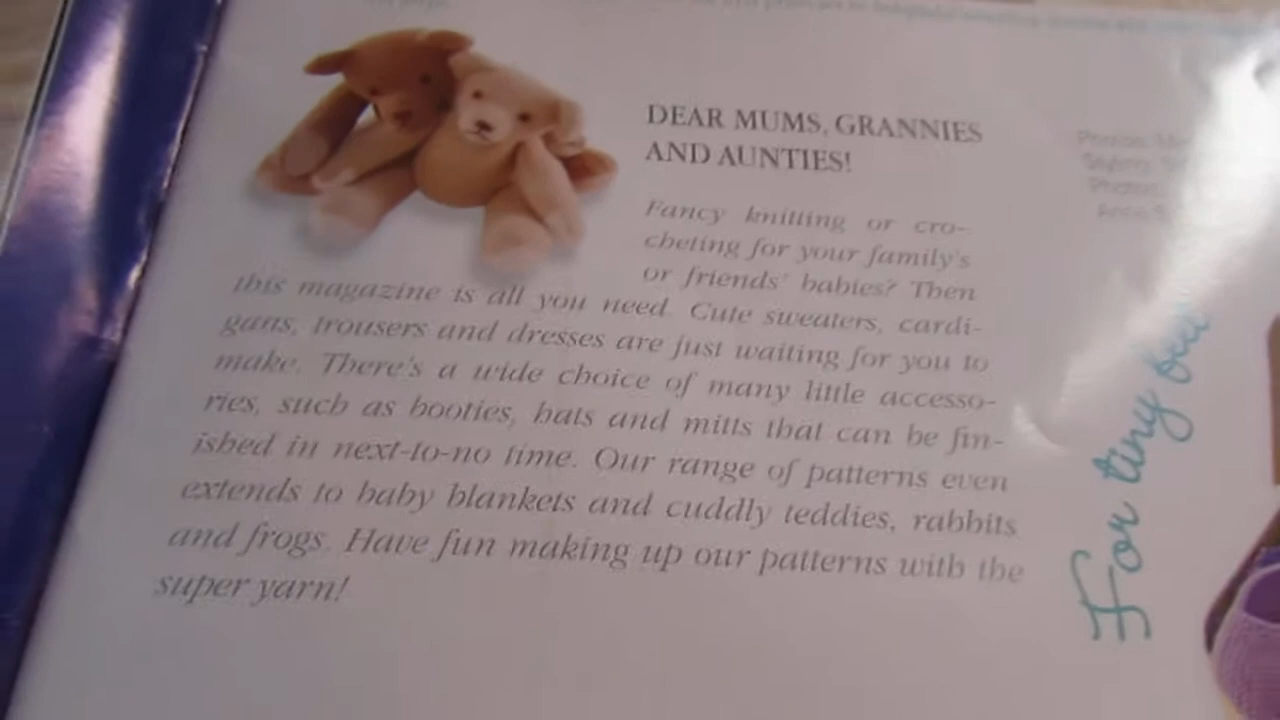 DEAR MUMS, GRANNIES
AND AUNTIES!
Fancy knitting or cro-
cheting for your family's
or friends' babies? Then
this magazine is all you need. Cute sweaters, cardi-
gans, trousers and dresses are just waiting for you to
make. There's a wide choice of many little accesso-
ries, such as booties, hats and mitts that can be fin-
ished in next-to-no time. Our range of patterns even
extends to baby blankets and cuddly teddies, rabbits
and frogs. Have fun making up our patterns with the
super yarn!
For tiny